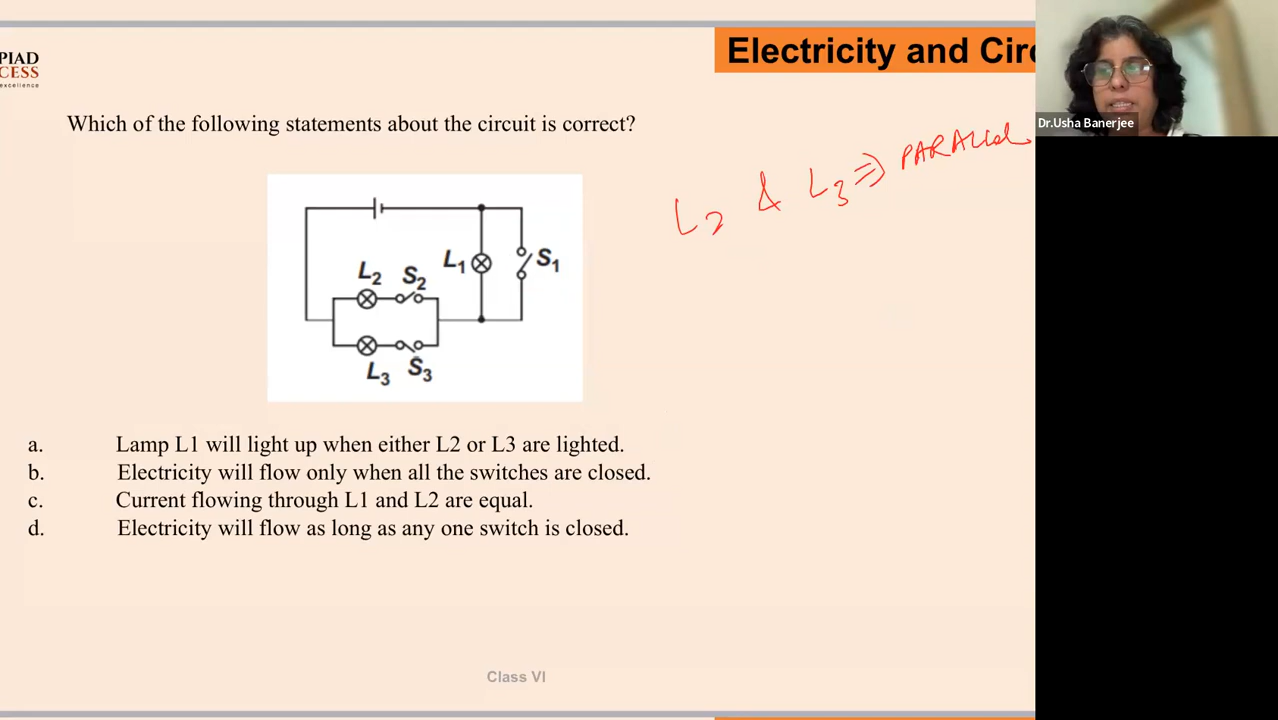 Electricity and Circ
PIAD
CESS
excellence
Dr.Usha Banerjee
Which of the following statements about the circuit is correct?
L2 & L3 => PARALLEL
L1
S1
L2
S2
L3
S3
a. Lamp L1 will light up when either L2 or L3 are lighted.
b. Electricity will flow only when all the switches are closed.
c. Current flowing through L1 and L2 are equal.
d. Electricity will flow as long as any one switch is closed.
Class VI